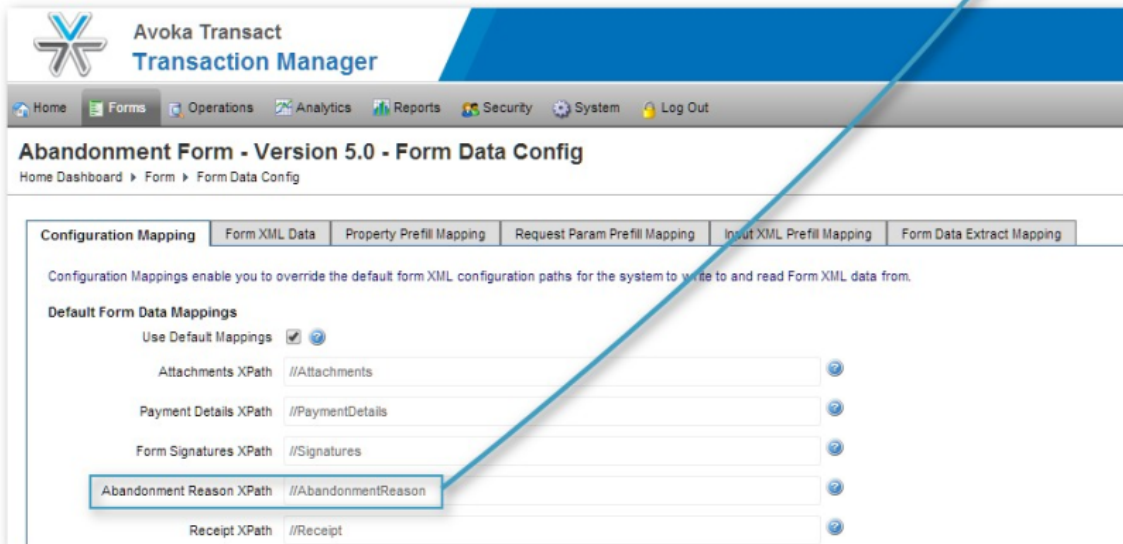 Avoka Transact
Transaction Manager
Home Forms Operations Analytics Reports Security System Log Out
Abandonment Form - Version 5.0 - Form Data Config
Home Dashboard Form Form Data Config
Configuration Mapping Form XML Data Property Prefill Mapping Request Param Prefill Mapping Input XML Prefill Mapping Form Data Extract Mapping
Configuration Mappings enable you to override the default form XML configuration paths for the system to write to and read Form XML data from.
Default Form Data Mappings
Use Default Mappings
Attachments XPath //Attachments
Payment Details XPath //PaymentDetails
Form Signatures XPath //Signatures
Abandonment Reason XPath //AbandonmentReason
Receipt XPath //Receipt